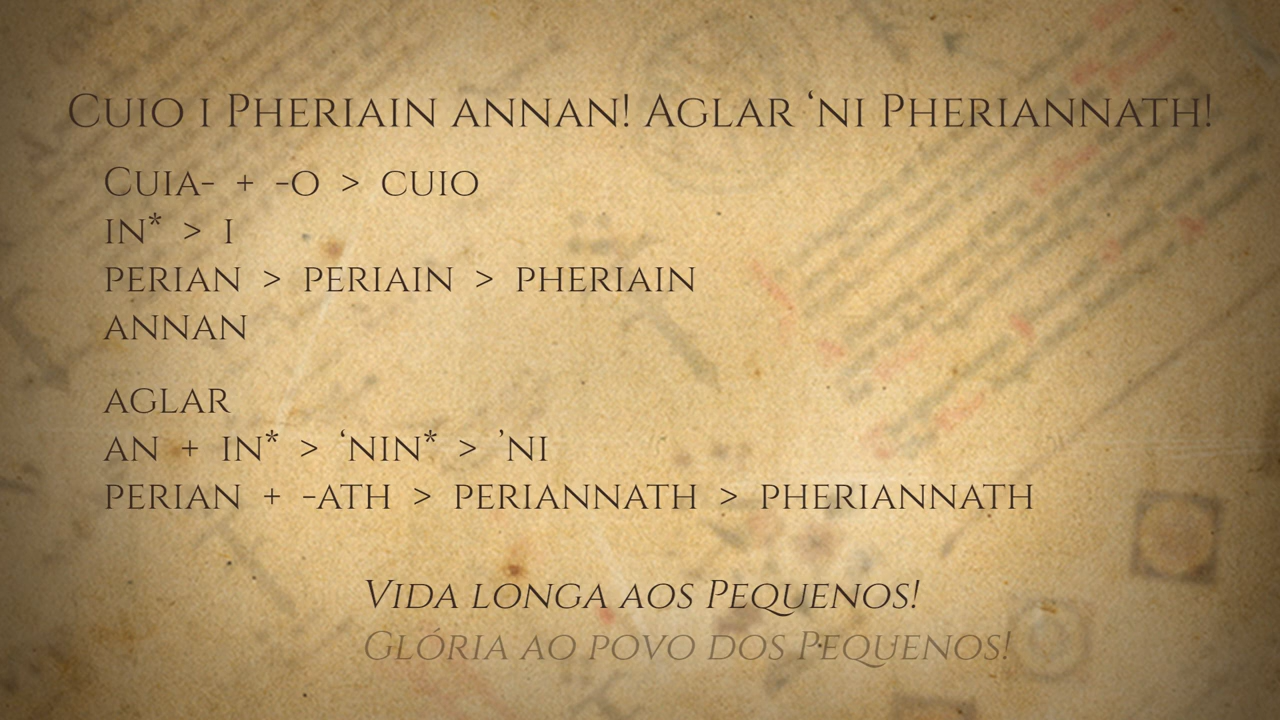 Cuio i Pheriain annan! Aglar ‘ni Pheriannath!
Cuia- + -o > cuio
in* > i
perian > periain > pheriain
annan
aglar
an + in* > ‘nin* > ’ni
perian + -ath > periannath > pheriannath
Vida longa aos Pequenos!
Glória ao povo dos Pequenos!